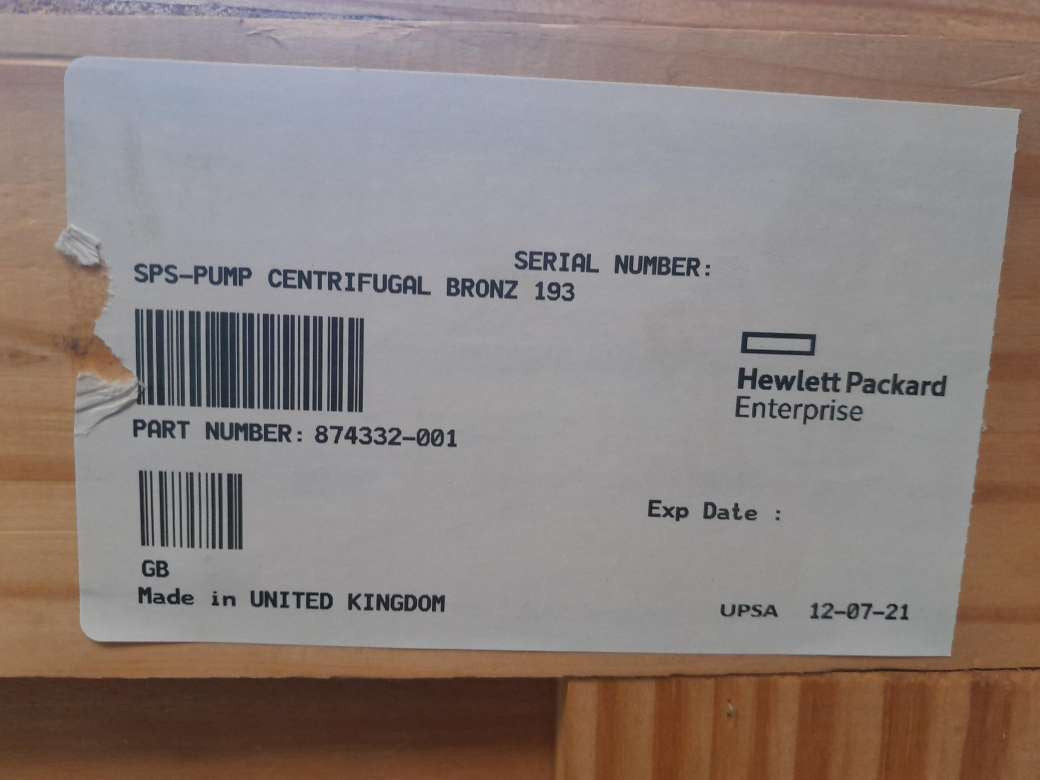 SERIAL NUMBER:
SPS-PUMP CENTRIFUGAL BRONZ 193
Hewlett Packard
Enterprise
PART NUMBER: 874332-001
Exp Date :
GB
Made in UNITED KINGDOM
UPSA 12-07-21